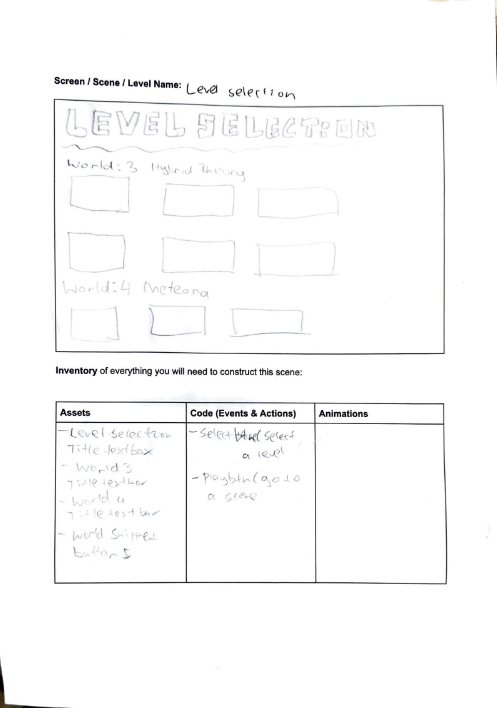 Screen / Scene / Level Name: Level selection
LEVEL SELECTION
World: 3 Hybrid Theory
World: 4 Meteora
Inventory of everything you will need to construct this scene:
Assets
- Level selection
Title textbox
- World 3
Title textbox
- World 4
Title textbox
- World
buttons
Code (Events & Actions)
- Select select
a level
- Playbtn (go to
a scene
Animations